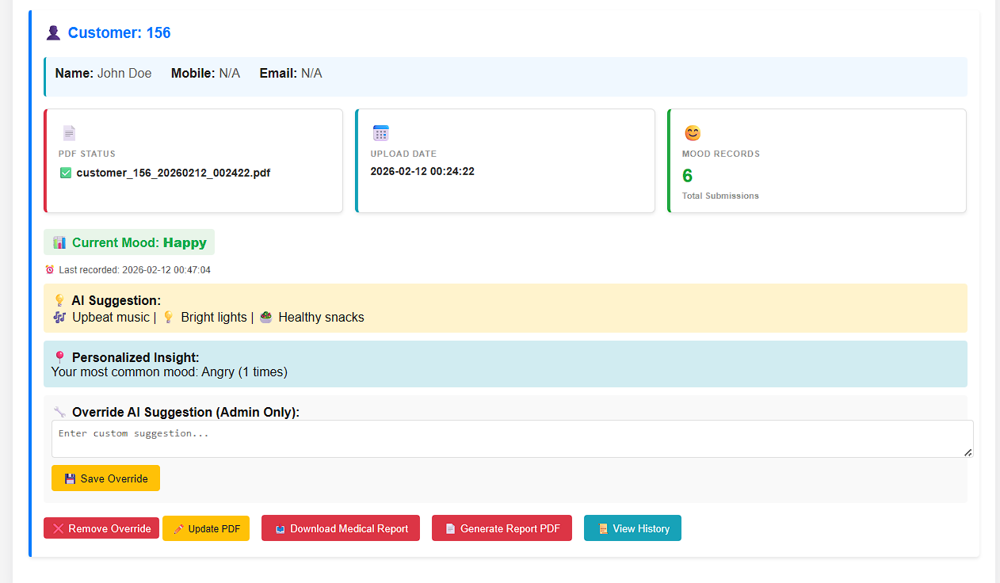 Customer: 156
Name: John Doe Mobile: N/A Email: N/A
PDF STATUS
customer_156_20260212_002422.pdf
UPLOAD DATE
2026-02-12 00:24:22
MOOD RECORDS
6
Total Submissions
Current Mood: Happy
Last recorded: 2026-02-12 00:47:04
AI Suggestion:
Upbeat music | Bright lights | Healthy snacks
Personalized Insight:
Your most common mood: Angry (1 times)
Override AI Suggestion (Admin Only):
Enter custom suggestion...
Save Override
Remove Override Update PDF Download Medical Report Generate Report PDF View History